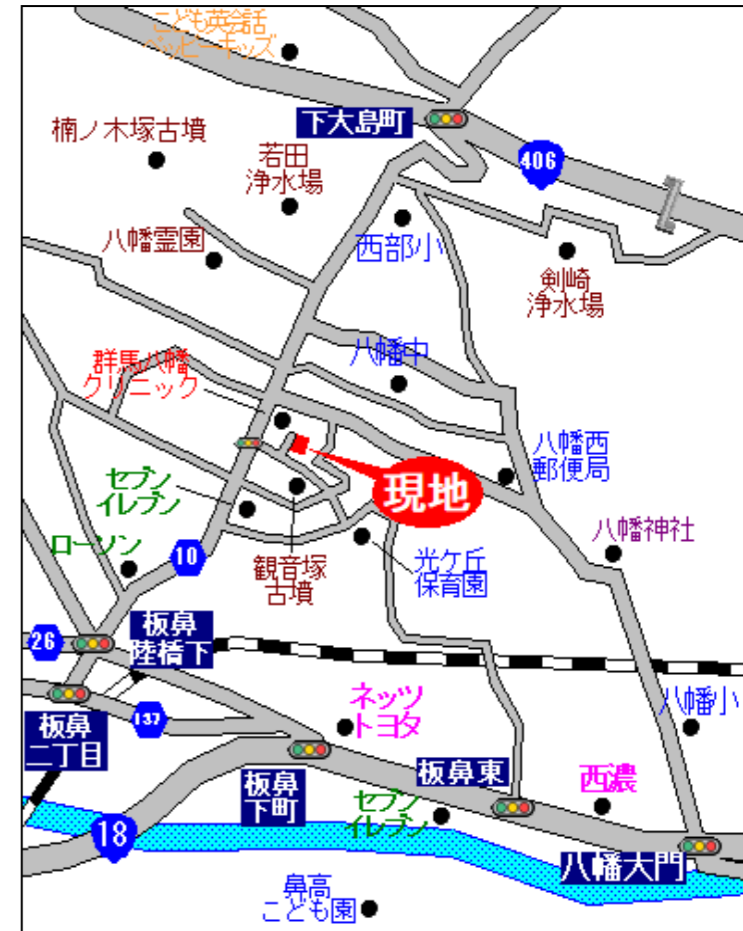 こども英会話
ペッピーキッズ
下大島町
406
楠ノ木塚古墳
若田
浄水場
八幡霊園
西部小
剣崎
浄水場
群馬八幡
クリニック
八幡中
八幡西
郵便局
セブン
イレブン
現地
ローソン
10
観音塚
古墳
光ケ丘
保育園
八幡神社
26
板鼻
陸橋下
137
板鼻
二丁目
ネッツ
トヨタ
八幡小
板鼻
下町
板鼻東
西濃
セブン
イレブン
18
八幡大門
鼻高
こども園